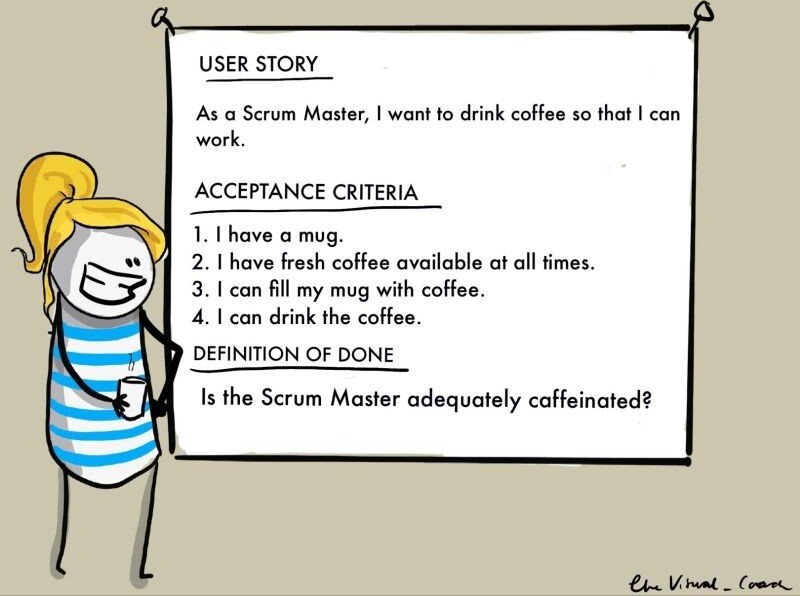 USER STORY
As a Scrum Master, I want to drink coffee so that I can
work.
ACCEPTANCE CRITERIA
1. I have a mug.
2. I have fresh coffee available at all times.
3. I can fill my mug with coffee.
4. I can drink the coffee.
DEFINITION OF DONE
Is the Scrum Master adequately caffeinated?
the Visual_Coach